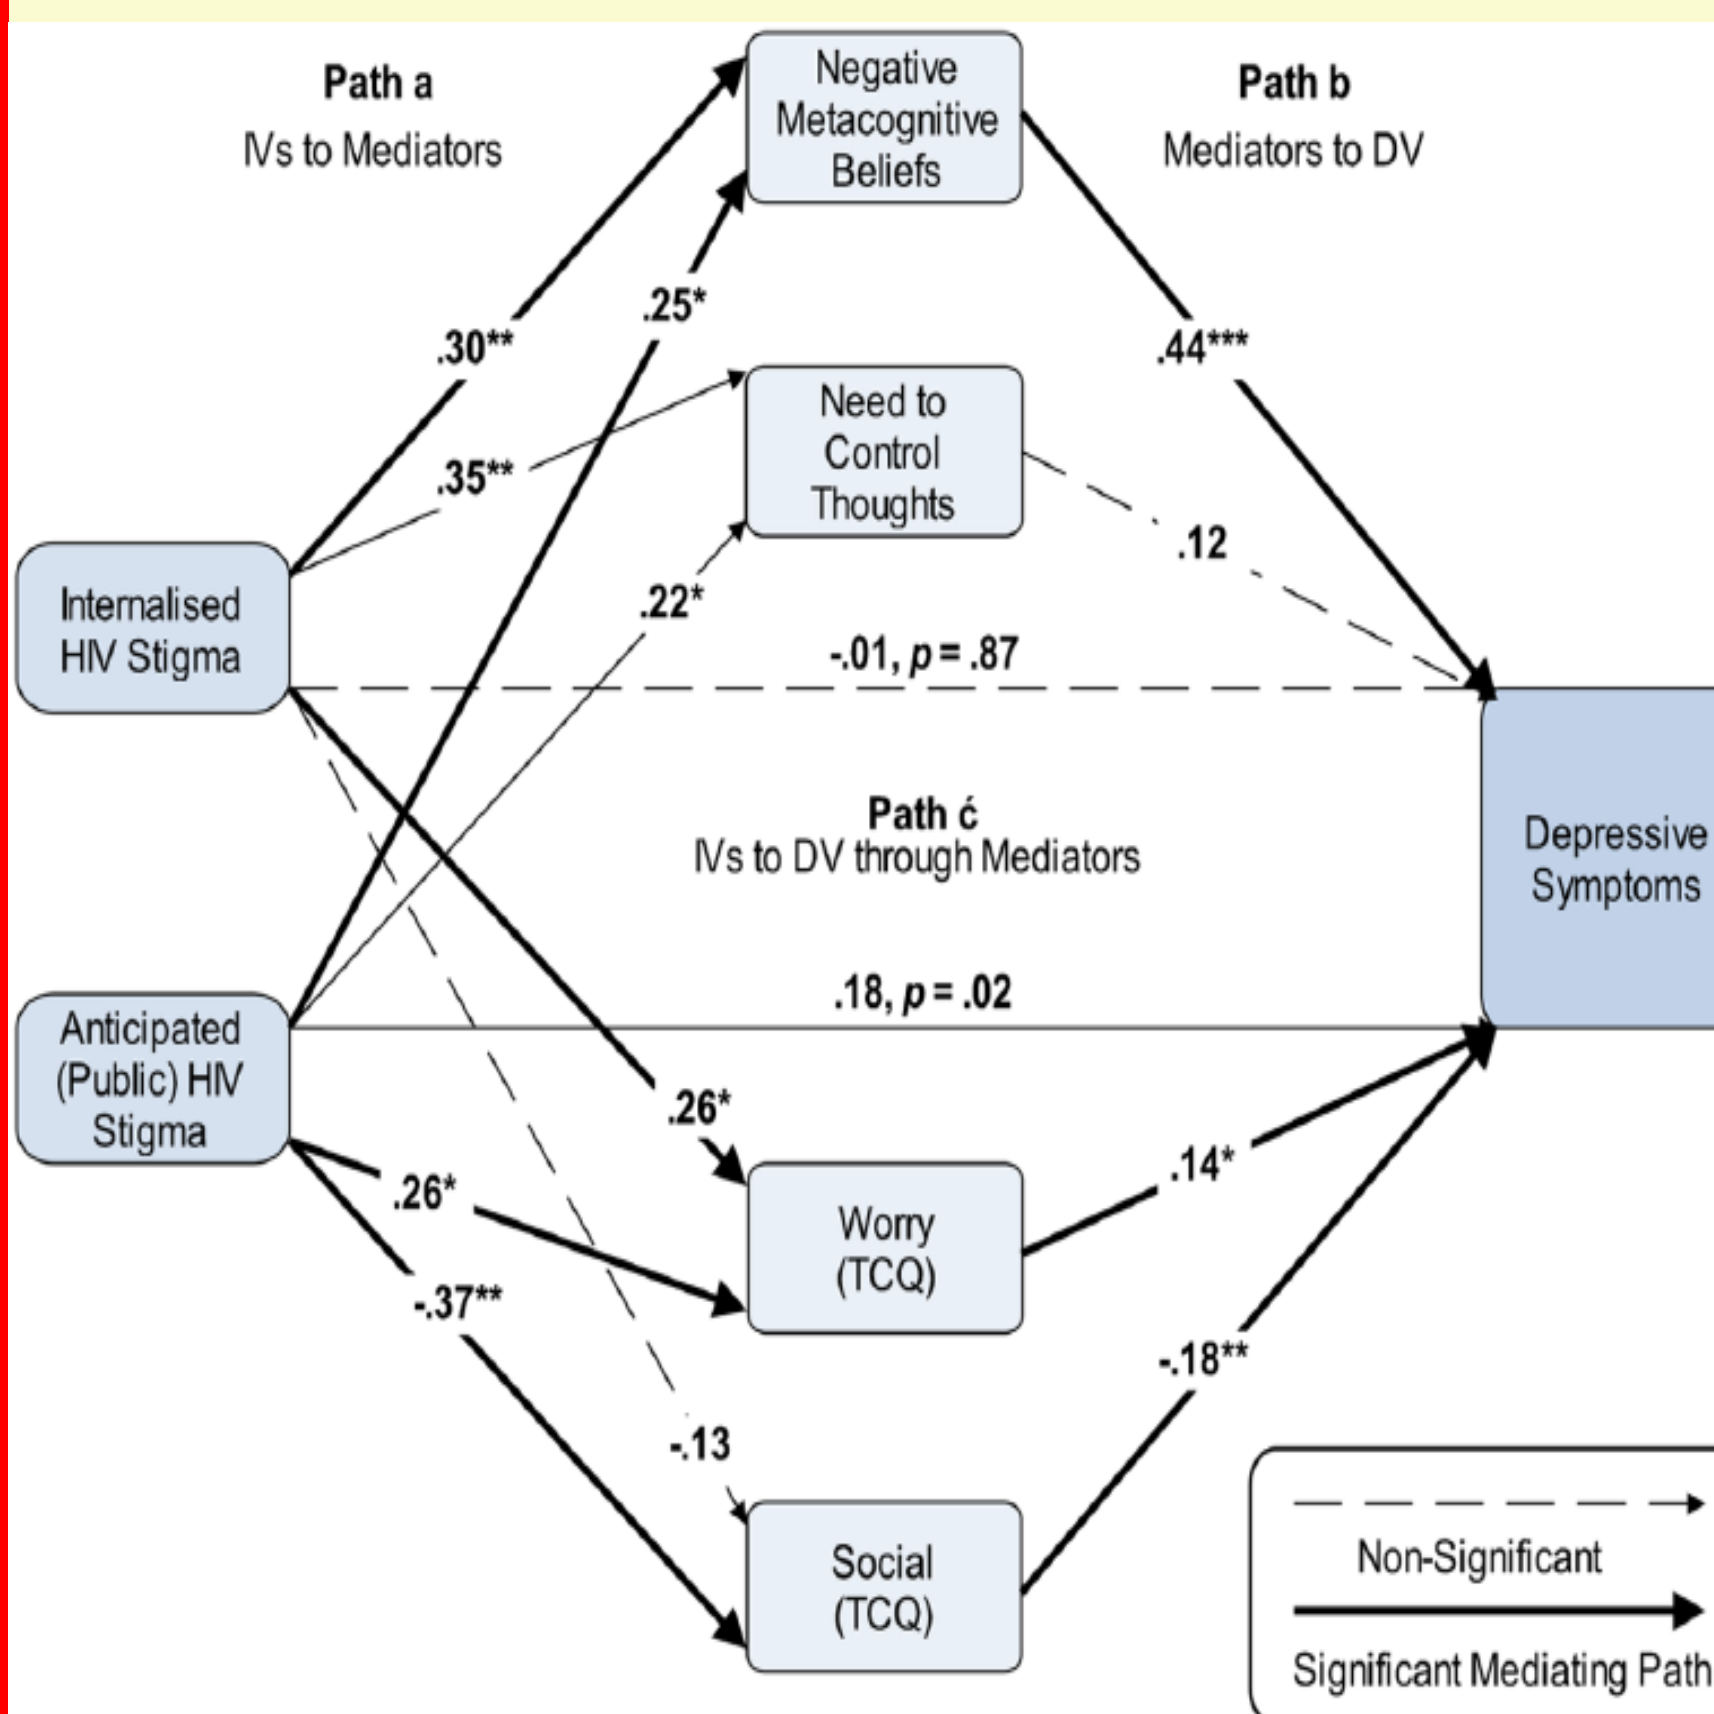 Path a
IVs to Mediators
Negative
Metacognitive
Beliefs
Path b
Mediators to DV
.30**
.25*
.44***
.35**
Need to
Control
Thoughts
.12
.22*
Internalised
HIV Stigma
-.01, p = .87
Path ć
IVs to DV through Mediators
Depressive
Symptoms
.18, p = .02
Anticipated
(Public) HIV
Stigma
.26*
.26*
.14*
Worry
(TCQ)
-.37**
-.18**
-.13
Social
(TCQ)
Non-Significant
Significant Mediating Path